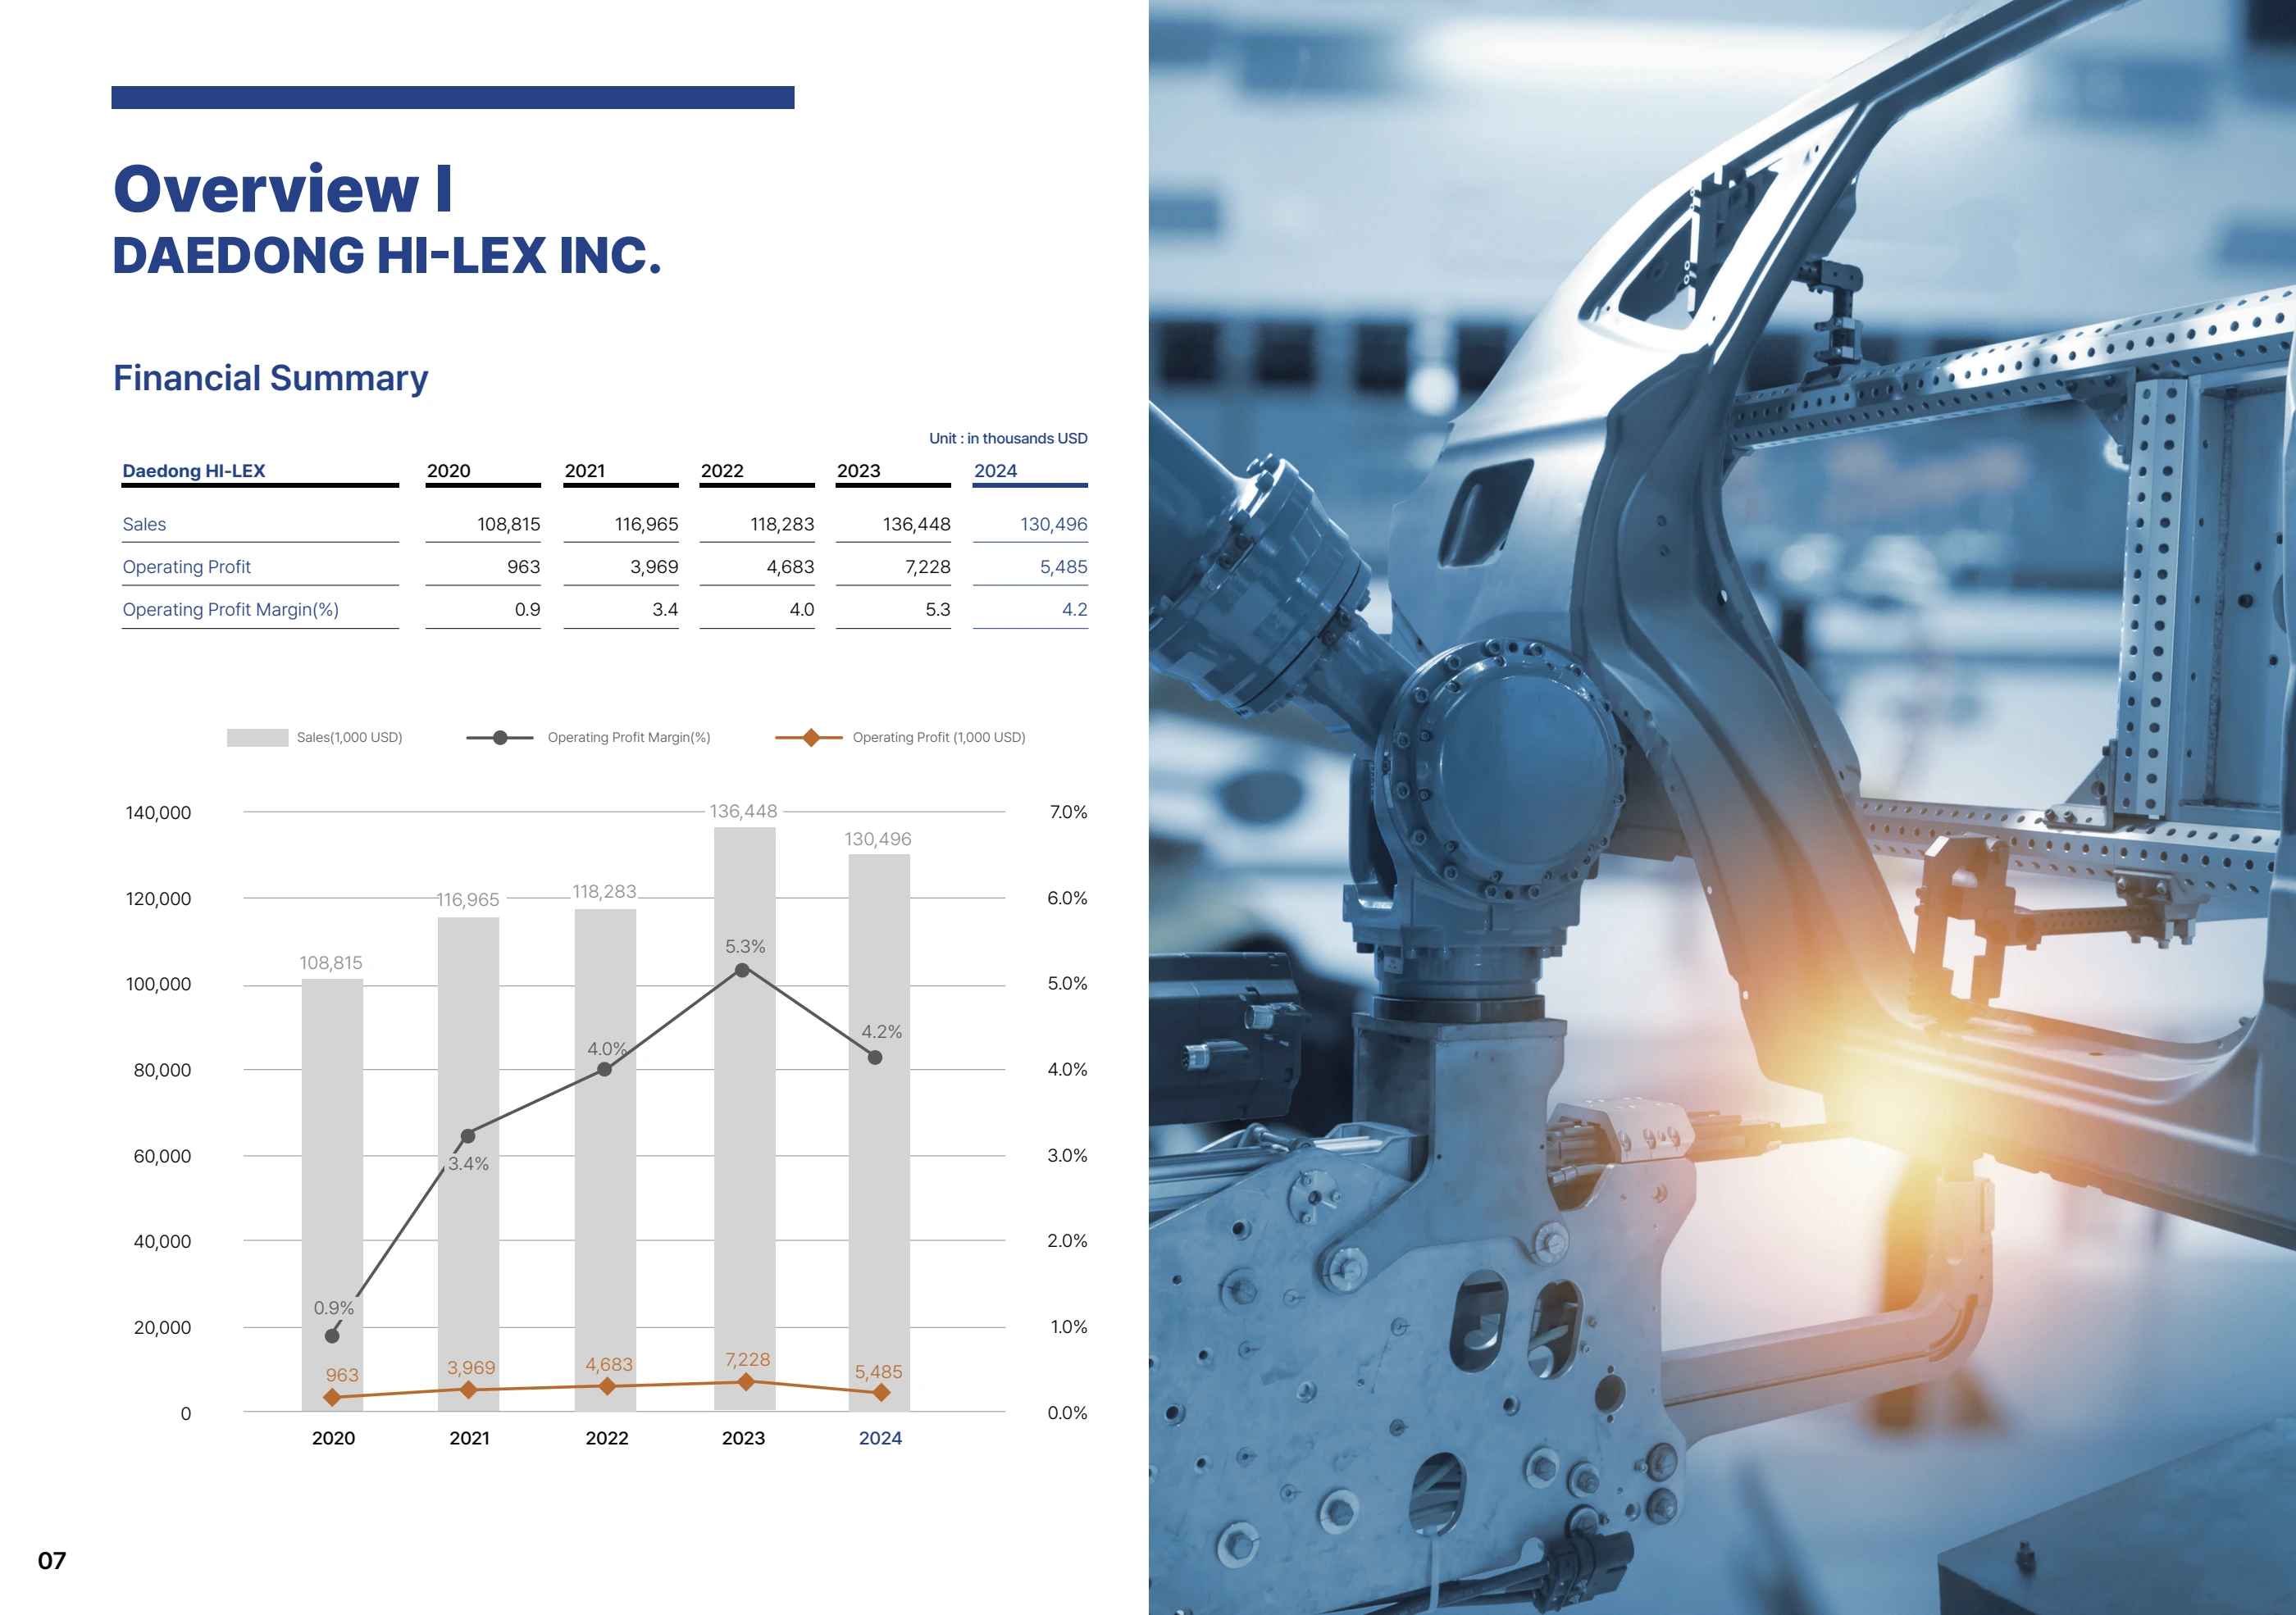 Overview I
DAEDONG HI-LEX INC.
Financial Summary
Unit : in thousands USD
Daedong HI-LEX 2020 2021 2022 2023 2024
Sales 108,815 116,965 118,283 136,448 130,496
Operating Profit 963 3,969 4,683 7,228 5,485
Operating Profit Margin(%) 0.9 3.4 4.0 5.3 4.2
Sales(1,000 USD) Operating Profit Margin(%) Operating Profit (1,000 USD)
140,000 136,448 7.0%
130,496
120,000 116,965 118,283 6.0%
5.3%
108,815
100,000 5.0%
4.2%
4.0%
80,000 4.0%
60,000 3.4% 3.0%
40,000 2.0%
0.9%
20,000 1.0%
963 3,969 4,683 7,228 5,485
0 0.0%
2020 2021 2022 2023 2024
07